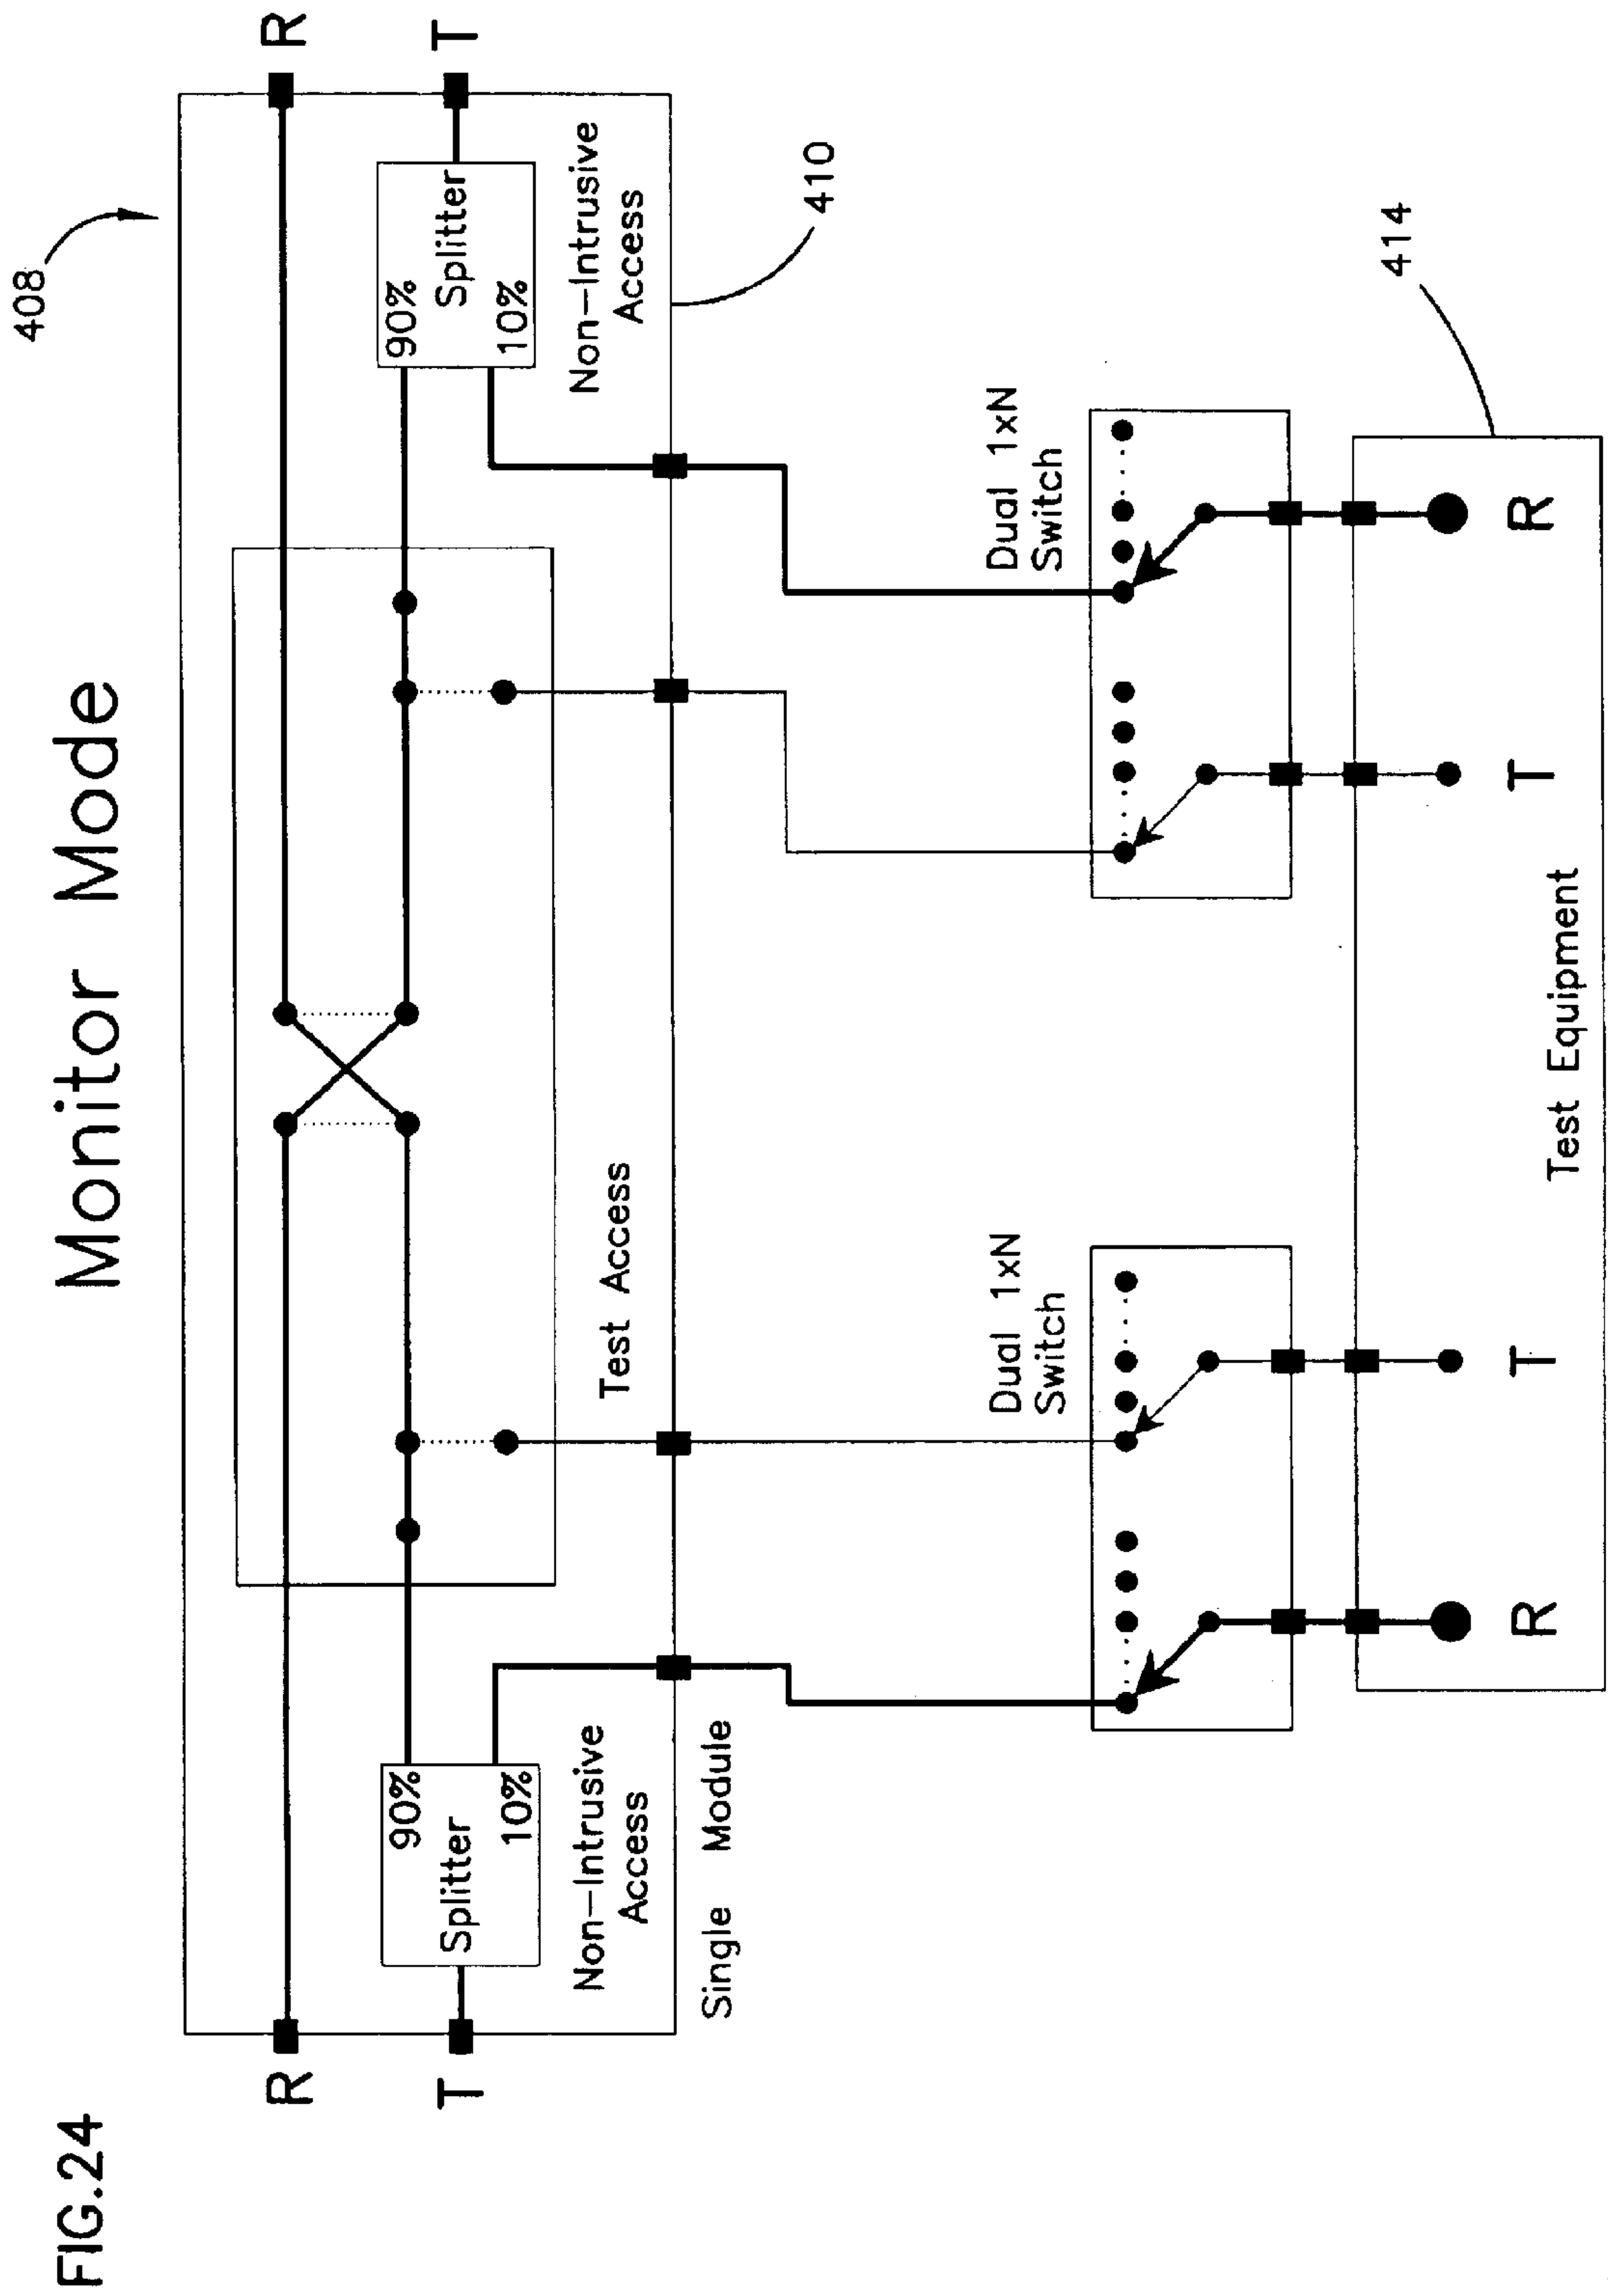 FIG.24
Monitor Mode
408
R
R
T
T
Splitter
90%
10%
90%
10%
Splitter
Non-Intrusive
Access
Test Access
Non-Intrusive
Access
Single Module
410
Dual 1xN
Switch
Dual 1xN
Switch
414
R
T
T
R
Test Equipment